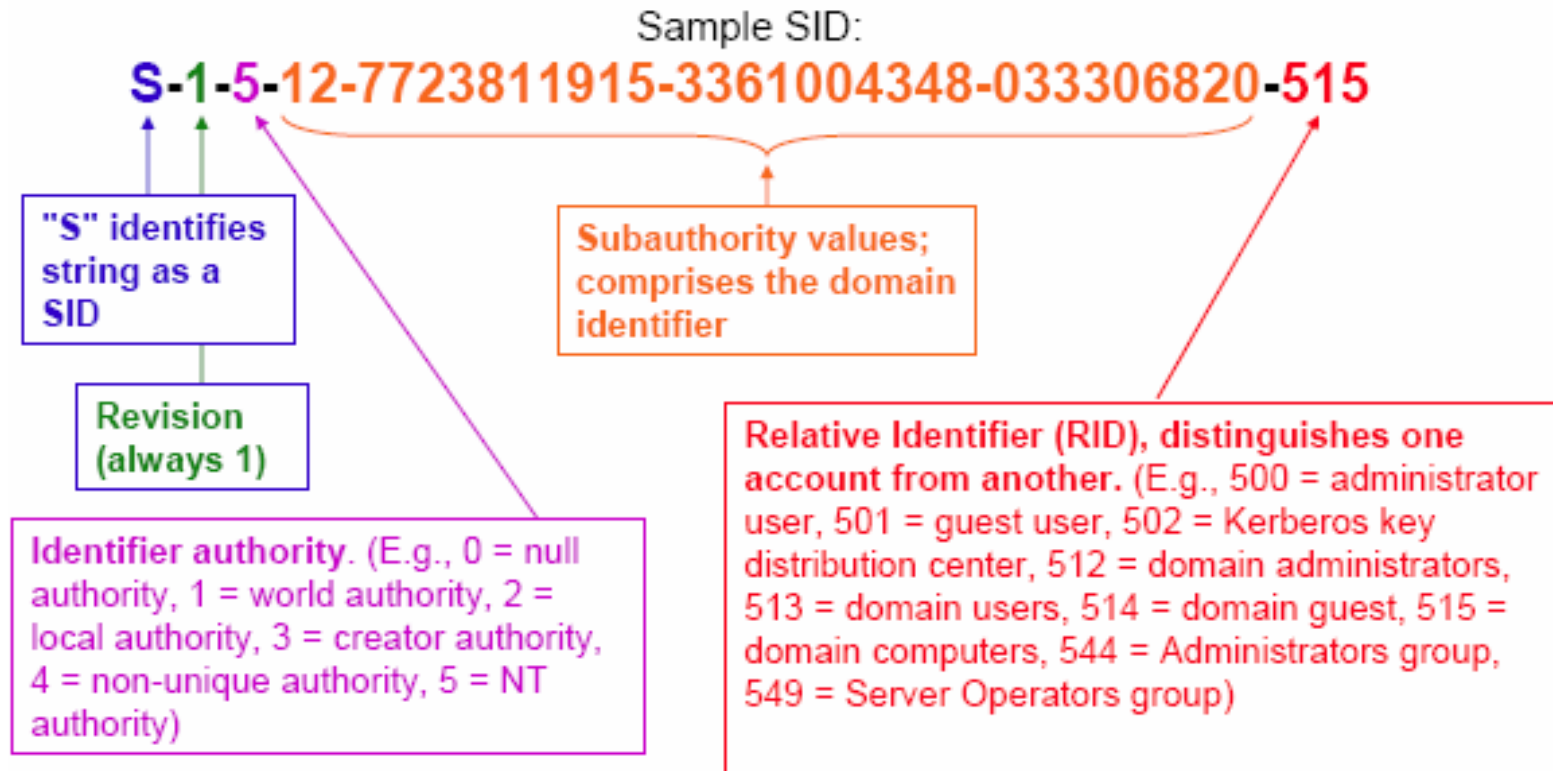 Sample SID:
S-1-5-12-7723811915-3361004348-033306820-515
"S" identifies
string as a
SID
Revision
(always 1)
Subauthority values;
comprises the domain
identifier
Identifier authority. (E.g., 0 = null
authority, 1 = world authority, 2 =
local authority, 3 = creator authority,
4 = non-unique authority, 5 = NT
authority)
Relative Identifier (RID), distinguishes one
account from another. (E.g., 500 = administrator
user, 501 = guest user, 502 = Kerberos key
distribution center, 512 = domain administrators,
513 = domain users, 514 = domain guest, 515 =
domain computers, 544 = Administrators group,
549 = Server Operators group)